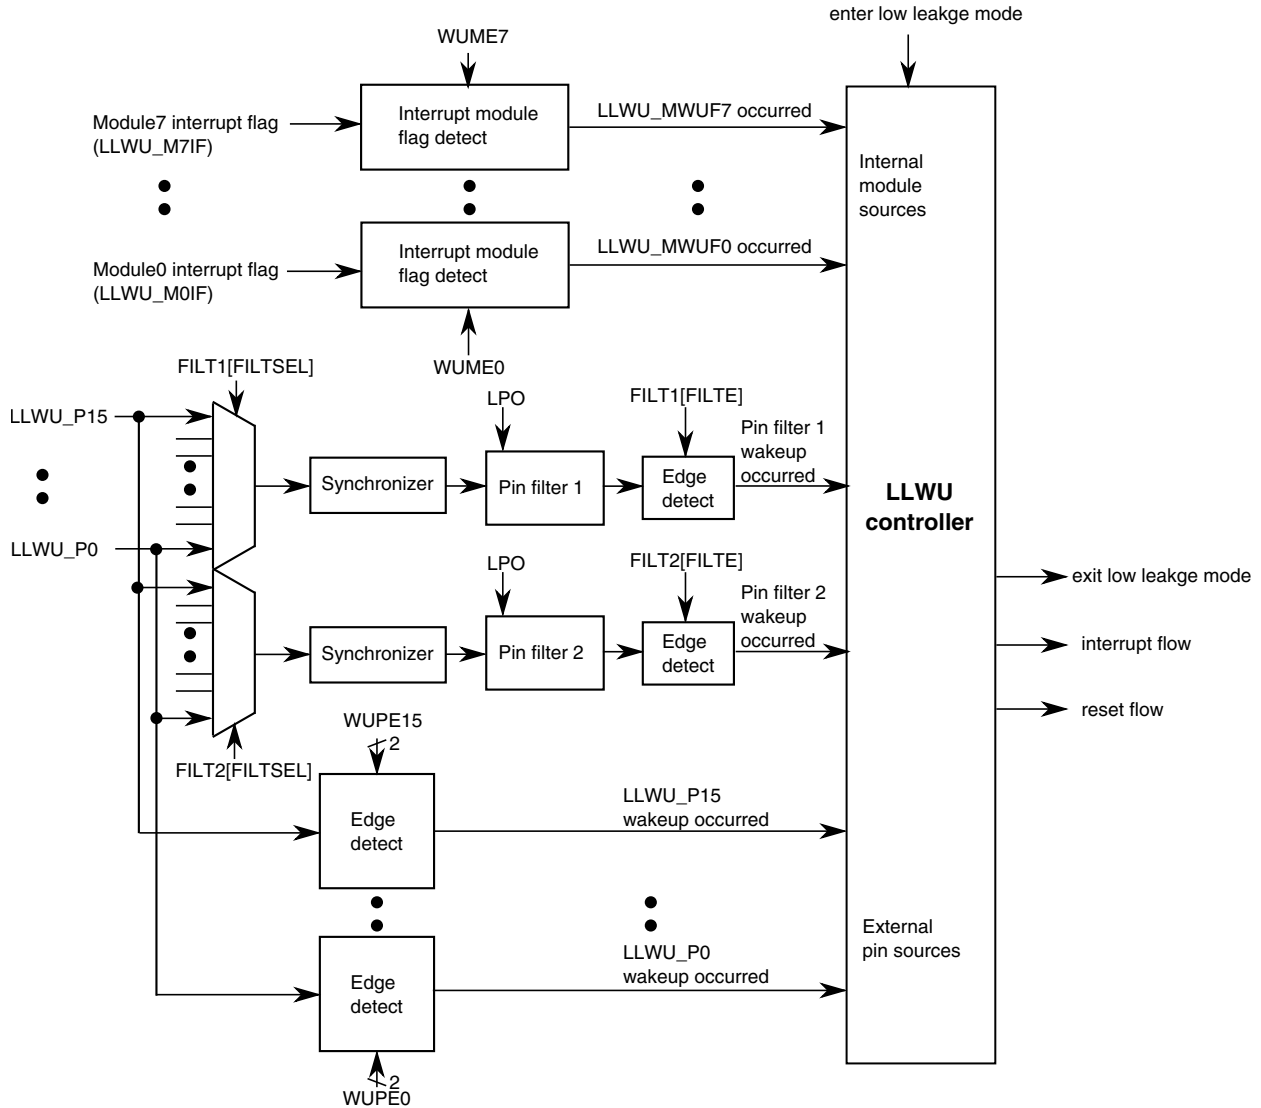 enter low leakge mode
WUME7
Interrupt module
flag detect
LLWU_MWUF7 occurred
Module7 interrupt flag
(LLWU_M7IF)
Internal
module
sources
Interrupt module
flag detect
LLWU_MWUF0 occurred
Module0 interrupt flag
(LLWU_M0IF)
WUME0
FILT1[FILTSEL]
LPO
FILT1[FILTE]
LLWU_P15
Pin filter 1
wakeup
occurred
Synchronizer
Pin filter 1
Edge
detect
LLWU
controller
LLWU_P0
LPO
FILT2[FILTE]
exit low leakge mode
Pin filter 2
wakeup
occurred
Synchronizer
Pin filter 2
Edge
detect
interrupt flow
reset flow
WUPE15
2
FILT2[FILTSEL]
Edge
detect
LLWU_P15
wakeup occurred
External
pin sources
LLWU_P0
wakeup occurred
Edge
detect
2
WUPE0